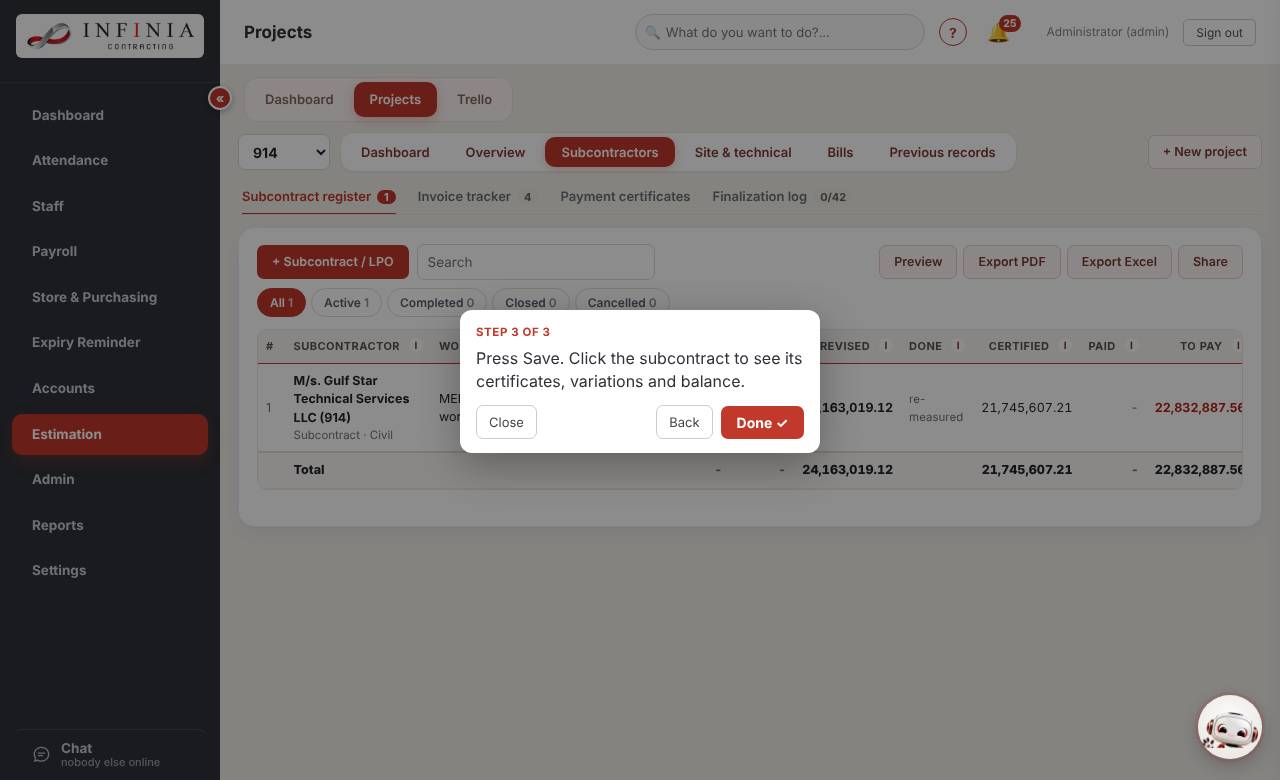 INFINIA
CONTRACTING
Projects
What do you want to do?...
?
25
Administrator (admin)
Sign out
«
Dashboard
Attendance
Staff
Payroll
Store & Purchasing
Expiry Reminder
Accounts
Estimation
Admin
Reports
Settings
Chat
nobody else online
Dashboard
Projects
Trello
914
Dashboard
Overview
Subcontractors
Site & technical
Bills
Previous records
+ New project
Subcontract register 1
Invoice tracker 4
Payment certificates
Finalization log 0/42
+ Subcontract / LPO
Search
Preview
Export PDF
Export Excel
Share
All 1
Active 1
Completed 0
Closed 0
Cancelled 0
# SUBCONTRACTOR I REVISED I DONE I CERTIFIED I PAID I TO PAY I
1
M/s. Gulf Star
Technical Services
LLC (914)
Subcontract · Civil
re-
measured
21,745,607.21
-
Total - - 24,163,019.12 21,745,607.21 -
STEP 3 OF 3
Press Save. Click the subcontract to see its
certificates, variations and balance.
Close
Back
Done ✓